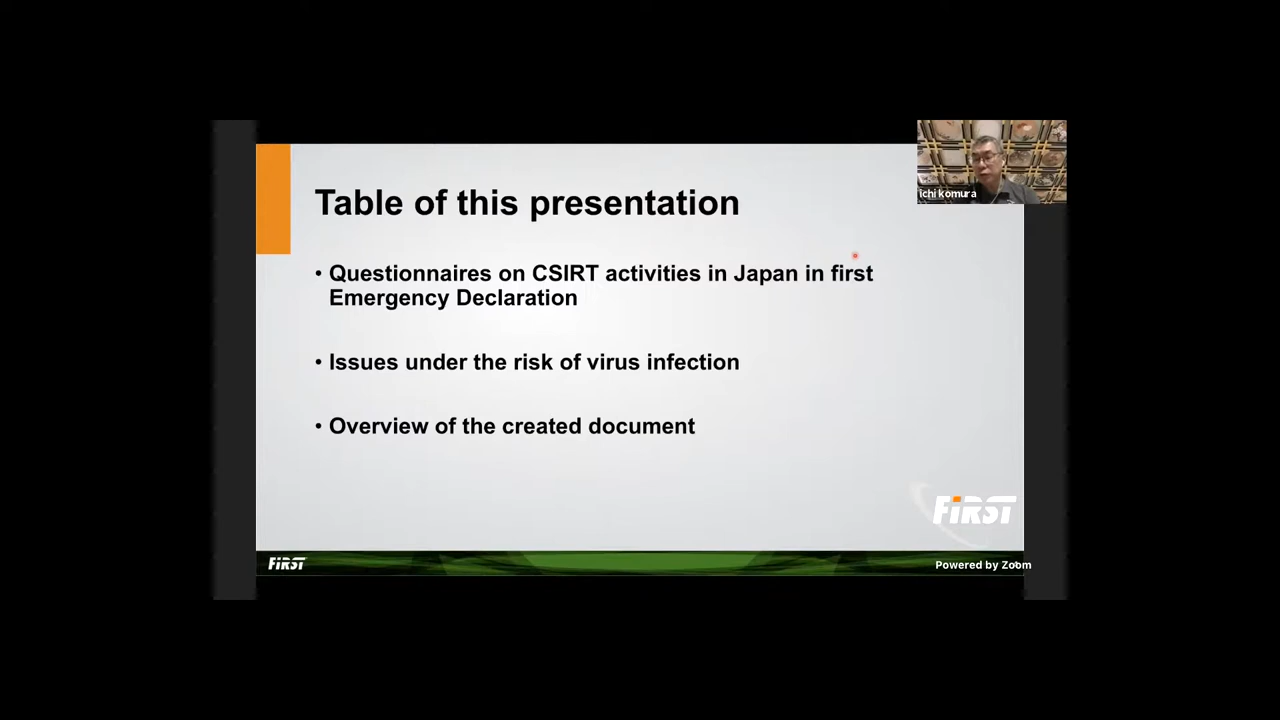 Table of this presentation
ichi komura
• Questionnaires on CSIRT activities in Japan in first
Emergency Declaration
• Issues under the risk of virus infection
• Overview of the created document
FiRST
FiRST
Powered by Zoom